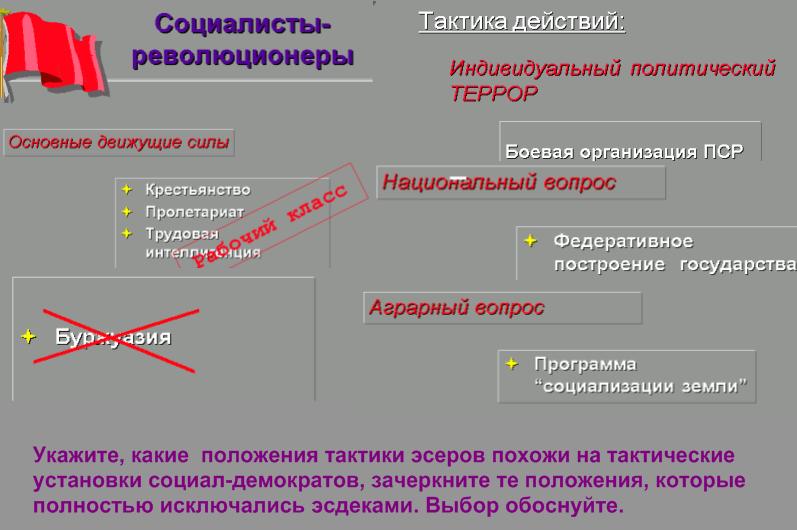 Социалисты-
революционеры
Основные движущие силы
Крестьянство
Пролетариат
Трудовая
интеллигенция
Рабочий класс
Буржуазия
Тактика действий:
Индивидуальный политический
ТЕРРОР
Боевая организация ПСР
Национальный вопрос
Федеративное
построение государства
Аграрный вопрос
Программа
“социализации земли”
Укажите, какие положения тактики эсеров похожи на тактические
установки социал-демократов, зачеркните те положения, которые
полностью исключались эсдеками. Выбор обоснуйте.